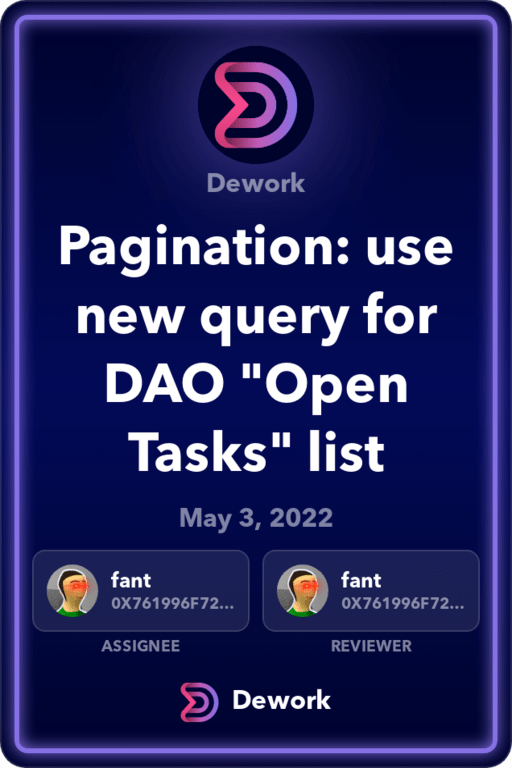 Dework
Pagination: use
new query for
DAO "Open
Tasks" list
May 3, 2022
fant
0X761996F72...
ASSIGNEE
fant
0X761996F72...
REVIEWER
Dework